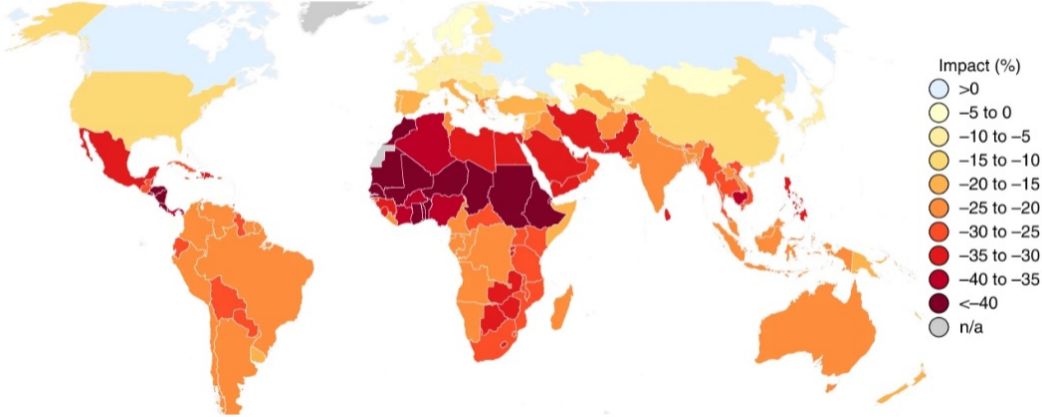 Impact (%)
>0
–5 to 0
–10 to –5
–15 to –10
–20 to –15
–25 to –20
–30 to –25
–35 to –30
–40 to –35
<–40
n/a